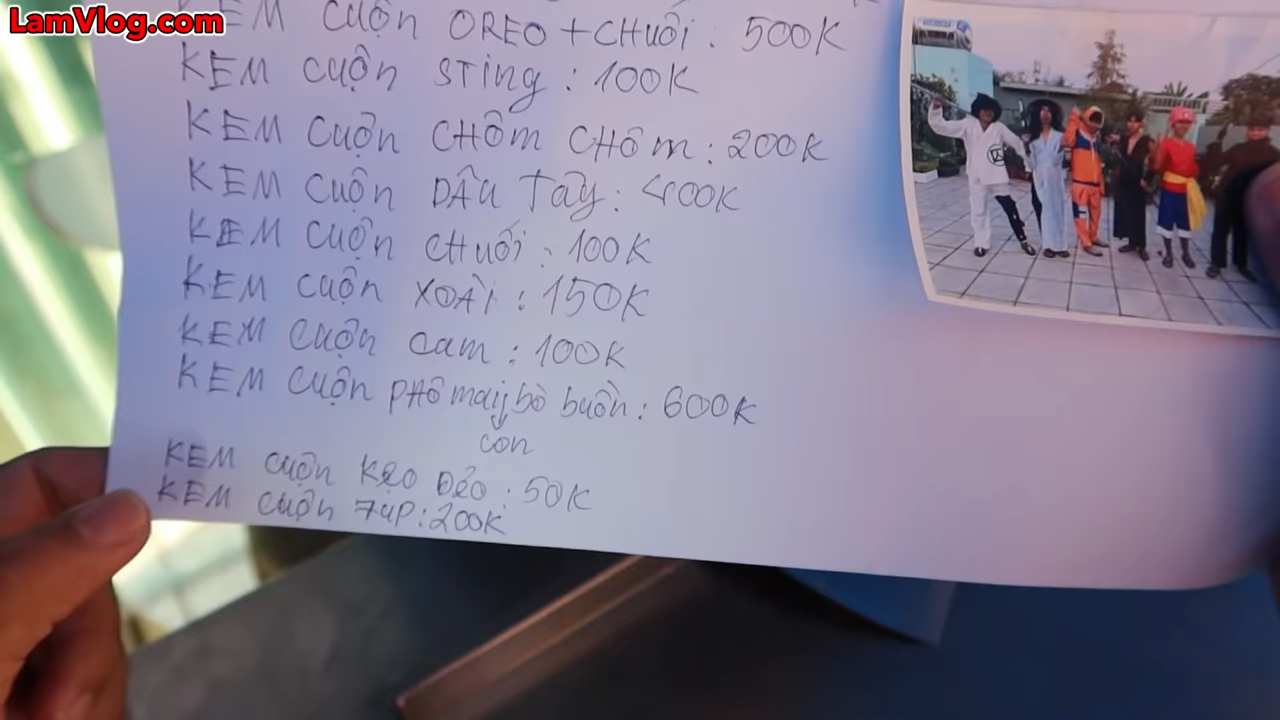 LamVlog.com
KEM CUỘN OREO + CHUỐI : 500K
KEM CUỘN STING : 100K
KEM CUỘN CHÔM CHÔM : 200K
KEM CUỘN DÂU TÂY : 400K
KEM CUỘN CHUỐI : 100K
KEM CUỘN XOÀI : 150K
KEM CUỘN CAM : 100K
KEM CUỘN PHÔ mai bò buồn : 600K
con
KEM CUỘN KẸO DẺO : 50K
KEM CUỘN 7UP : 200K